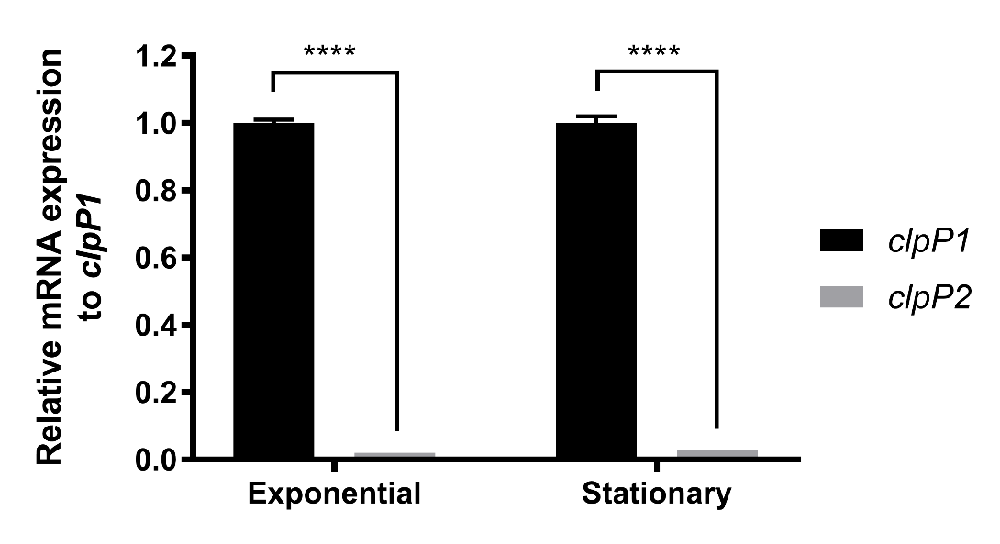 Relative mRNA expression
to clpP1
1.2
1.0
0.8
0.6
0.4
0.2
0.0
****
****
Exponential
Stationary
clpP1
clpP2